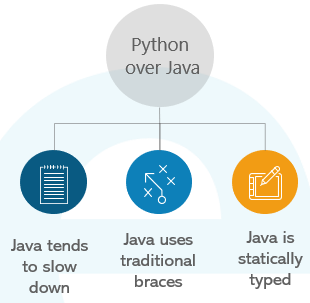 Python
over Java
Java tends
to slow
down
Java uses
traditional
braces
Java is
statically
typed